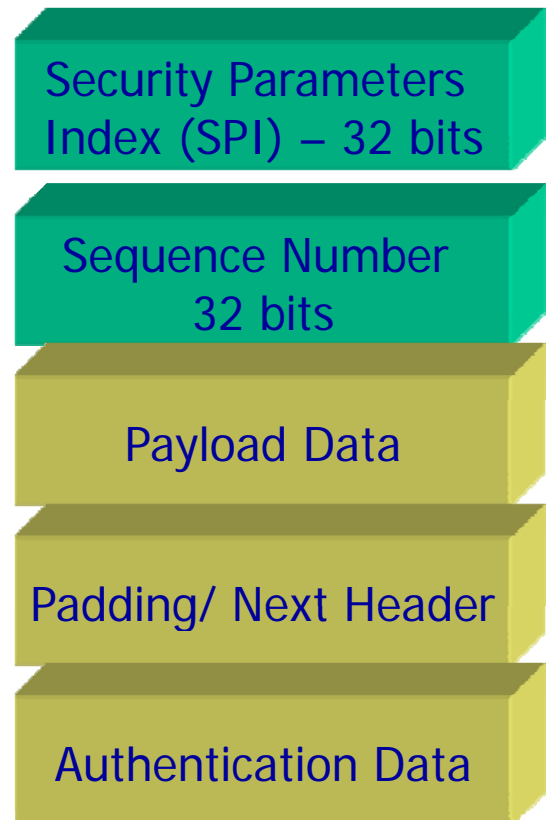 Security Parameters
Index (SPI) – 32 bits
Sequence Number
32 bits
Payload Data
Padding/ Next Header
Authentication Data